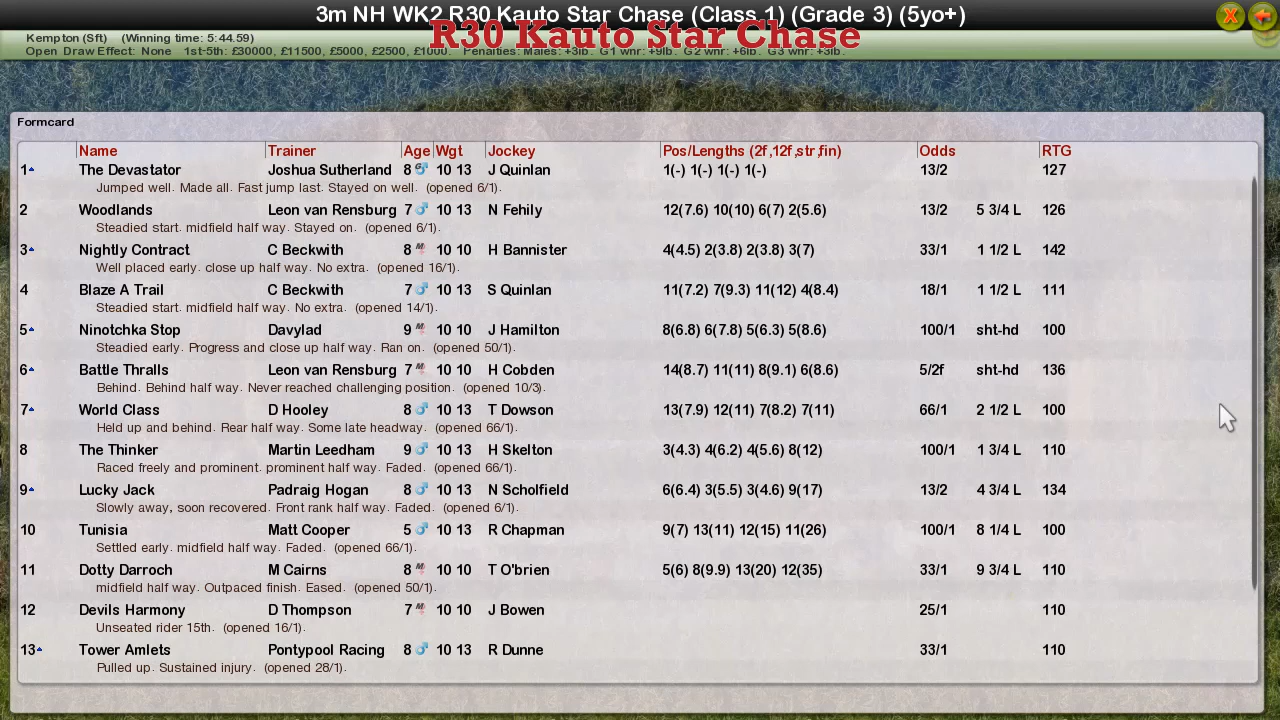 3m NH WK2 R30 Kauto Star Chase (Class 1) (Grade 3) (5yo+)
R30 Kauto Star Chase
Kempton (Sft) (Winning time: 5:44.59)
Open Draw Effect: None 1st-5th: £30000, £11500, £5000, £2500, £1000. Penalties: Males: +3lb. G1 wnr: +9lb. G2 wnr: +6lb. G3 wnr: +3lb.
Formcard
Name Trainer Age Wgt Jockey Pos/Lengths (2f,12f,str,fin) Odds RTG
1 The Devastator Joshua Sutherland 8 10 13 J Quinlan 1(-) 1(-) 1(-) 1(-) 13/2 127
Jumped well. Made all. Fast jump last. Stayed on well. (opened 6/1).
2 Woodlands Leon van Rensburg 7 10 13 N Fehily 12(7.6) 10(10) 6(7) 2(5.6) 13/2 5 3/4 L 126
Steadied start. midfield half way. Stayed on. (opened 6/1).
3 Nightly Contract C Beckwith 8 10 10 H Bannister 4(4.5) 2(3.8) 2(3.8) 3(7) 33/1 1 1/2 L 142
Well placed early. close up half way. No extra. (opened 16/1).
4 Blaze A Trail C Beckwith 7 10 13 S Quinlan 11(7.2) 7(9.3) 11(12) 4(8.4) 18/1 1 1/2 L 111
Steadied start. midfield half way. No extra. (opened 14/1).
5 Ninotchka Stop Davylad 9 10 10 J Hamilton 8(6.8) 6(7.8) 5(6.3) 5(8.6) 100/1 sht-hd 100
Steadied early. Progress and close up half way. Ran on. (opened 50/1).
6 Battle Thralls Leon van Rensburg 7 10 10 H Cobden 14(8.7) 11(11) 8(9.1) 6(8.6) 5/2f sht-hd 136
Behind. Behind half way. Never reached challenging position. (opened 10/3).
7 World Class D Hooley 8 10 13 T Dowson 13(7.9) 12(11) 7(8.2) 7(11) 66/1 2 1/2 L 100
Held up and behind. Rear half way. Some late headway. (opened 66/1).
8 The Thinker Martin Leedham 9 10 13 H Skelton 3(4.3) 4(6.2) 4(5.6) 8(12) 100/1 1 3/4 L 110
Raced freely and prominent. prominent half way. Faded. (opened 66/1).
9 Lucky Jack Padraig Hogan 8 10 13 N Scholfield 6(6.4) 3(5.5) 3(4.6) 9(17) 13/2 4 3/4 L 134
Slowly away, soon recovered. Front rank half way. Faded. (opened 6/1).
10 Tunisia Matt Cooper 5 10 13 R Chapman 9(7) 13(11) 12(15) 11(26) 100/1 8 1/4 L 100
Settled early. midfield half way. Faded. (opened 66/1).
11 Dotty Darroch M Cairns 8 10 10 T O'brien 5(6) 8(9.9) 13(20) 12(35) 33/1 9 3/4 L 110
midfield half way. Outpaced finish. Eased. (opened 50/1).
12 Devils Harmony D Thompson 7 10 10 J Bowen 25/1 110
Unseated rider 15th. (opened 16/1).
13 Tower Amlets Pontypool Racing 8 10 13 R Dunne 33/1 110
Pulled up. Sustained injury. (opened 28/1).